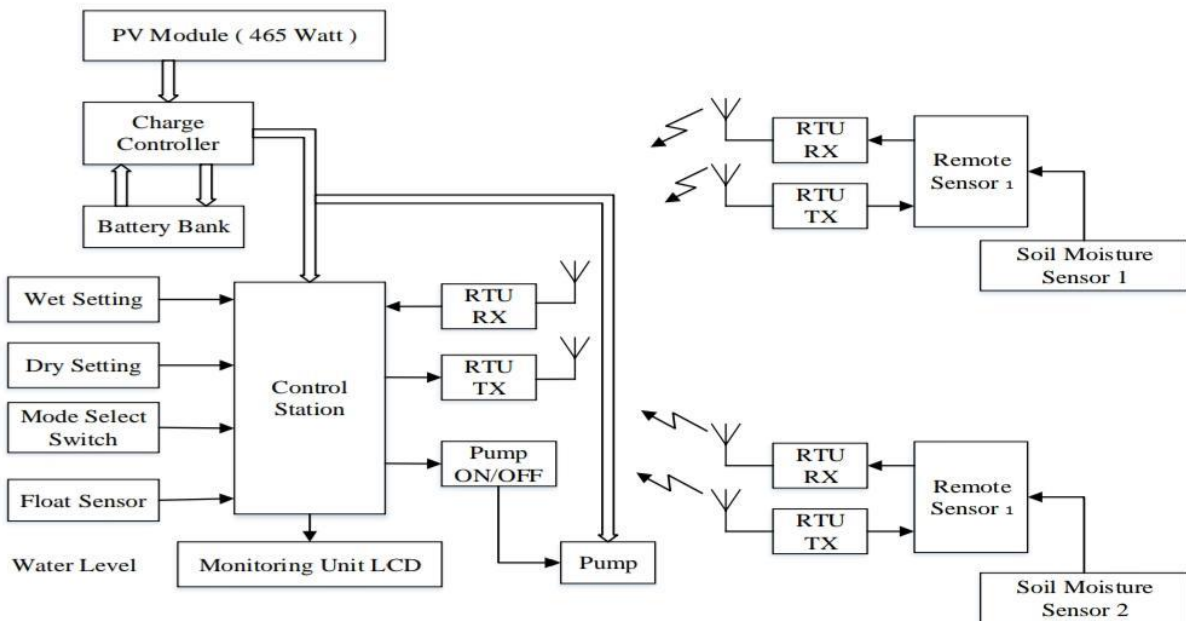 PV Module ( 465 Watt )
Charge
Controller
Battery Bank
Wet Setting
Dry Setting
Mode Select
Switch
Float Sensor
Water Level
Control
Station
RTU
RX
RTU
TX
Pump
ON/OFF
Monitoring Unit LCD
Pump
RTU
RX
RTU
TX
Remote
Sensor 1
Soil Moisture
Sensor 1
RTU
RX
RTU
TX
Remote
Sensor 1
Soil Moisture
Sensor 2